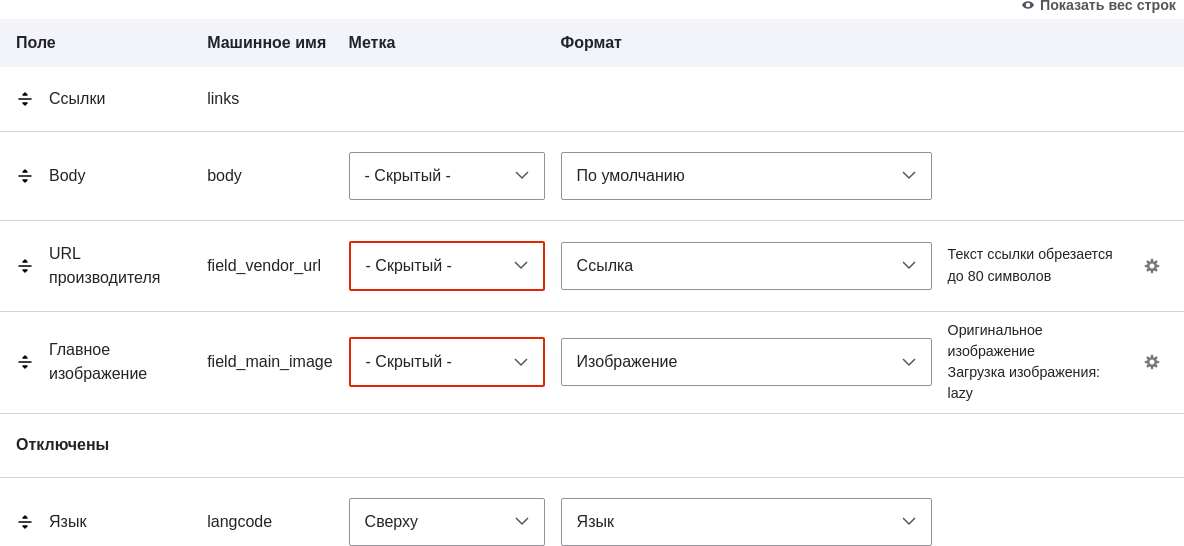 Показать вес строк
Поле Машинное имя Метка Формат
Ссылки links
Body body - Скрытый - По умолчанию
URL
производителя field_vendor_url - Скрытый - Ссылка
Текст ссылки обрезается
до 80 символов
Главное
изображение field_main_image - Скрытый - Изображение
Оригинальное
изображение
Загрузка изображения:
lazy
Отключены
Язык langcode Сверху Язык